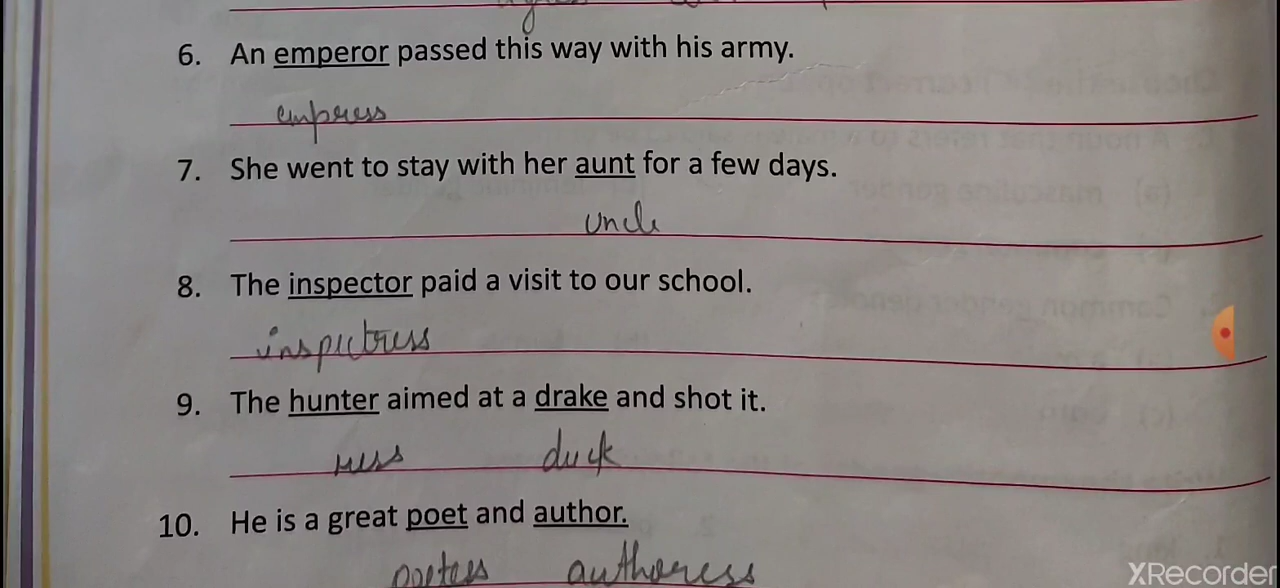 6. An emperor passed this way with his army.
empress
7. She went to stay with her aunt for a few days.
uncle
8. The inspector paid a visit to our school.
inspectress
9. The hunter aimed at a drake and shot it.
ress duck
10. He is a great poet and author.
poetess authoress
XRecorder